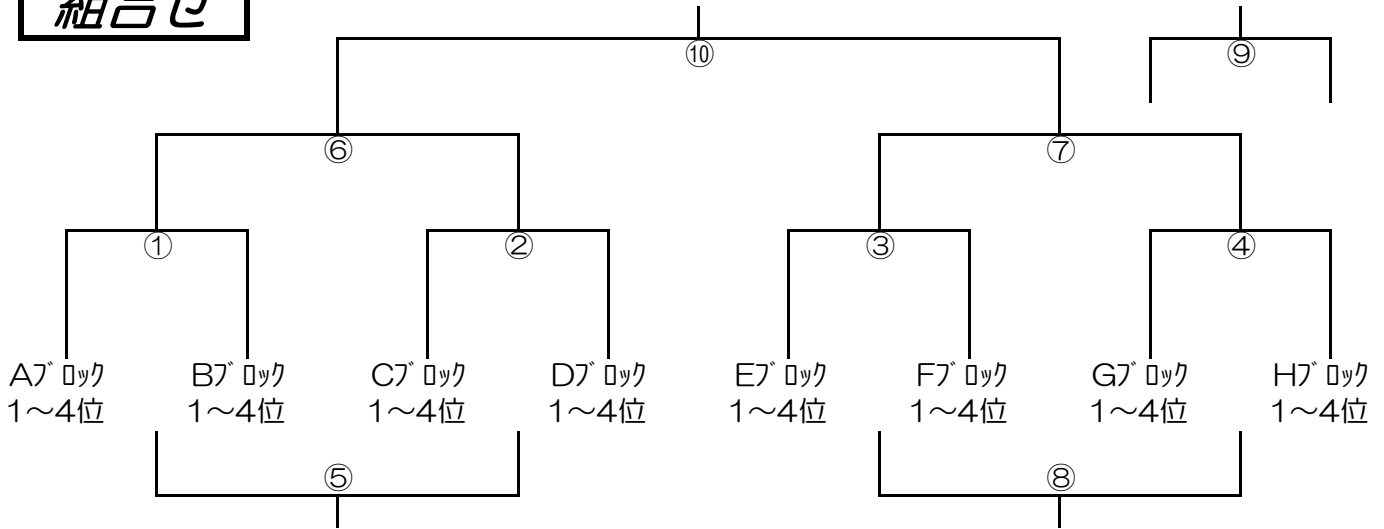 組合せ
⑩
⑨
⑥
⑦
①
②
③
④
Aﾌﾞﾛｯｸ
1～4位
Bﾌﾞﾛｯｸ
1～4位
Cﾌﾞﾛｯｸ
1～4位
Dﾌﾞﾛｯｸ
1～4位
Eﾌﾞﾛｯｸ
1～4位
Fﾌﾞﾛｯｸ
1～4位
Gﾌﾞﾛｯｸ
1～4位
Hﾌﾞﾛｯｸ
1～4位
⑤
⑧